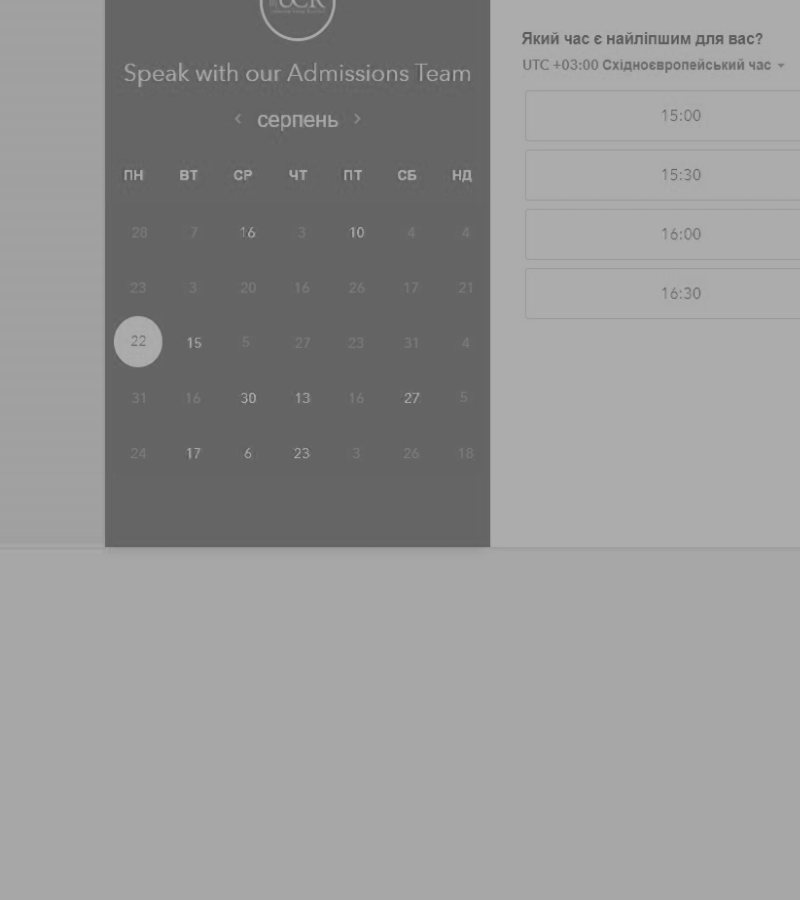 UCR
Speak with our Admissions Team
серпень
ПН ВТ СР ЧТ ПТ СБ НД
28 7 16 3 10 4 4
23 3 20 16 26 17 21
22 15 5 27 23 31 4
31 16 30 13 16 27 5
24 17 6 23 3 26 18
Який час є найліпшим для вас?
UTC +03:00 Східноєвропейський час
15:00
15:30
16:00
16:30